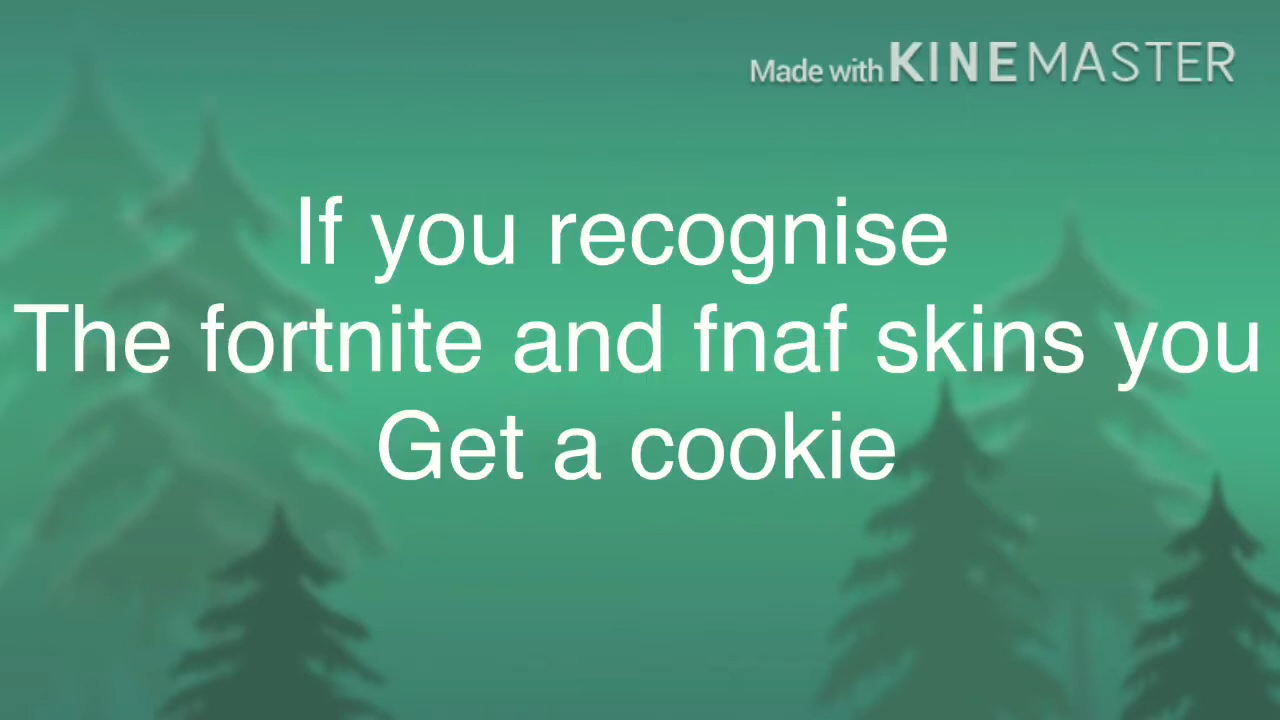 Made with KINEMASTER
If you recognise
The fortnite and fnaf skins you
Get a cookie